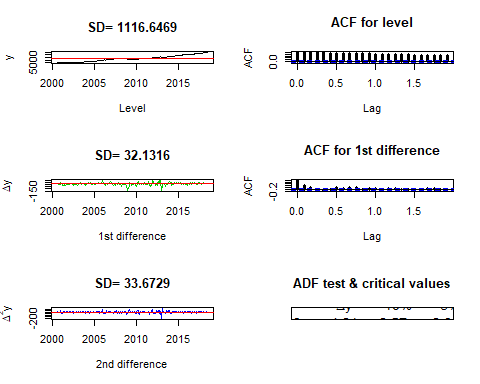 SD= 1116.6469
y
5000
2000 2005 2010 2015
Level
ACF for level
ACF
0.0
0.0 0.5 1.0 1.5
Lag
SD= 32.1316
Δy
-150
2000 2005 2010 2015
1st difference
ACF for 1st difference
ACF
-0.2
0.0 0.5 1.0 1.5
Lag
SD= 33.6729
Δ²y
-200
2000 2005 2010 2015
2nd difference
ADF test & critical values